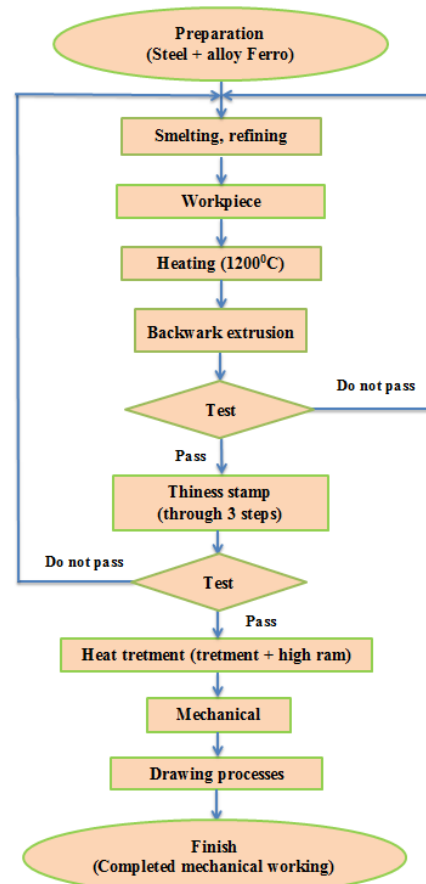 Preparation
(Steel + alloy Ferro)
Smelting, refining
Workpiece
Heating (1200⁰C)
Backwark extrusion
Do not pass
Test
Pass
Thiness stamp
(through 3 steps)
Do not pass
Test
Pass
Heat tretment (tretment + high ram)
Mechanical
Drawing processes
Finish
(Completed mechanical working)